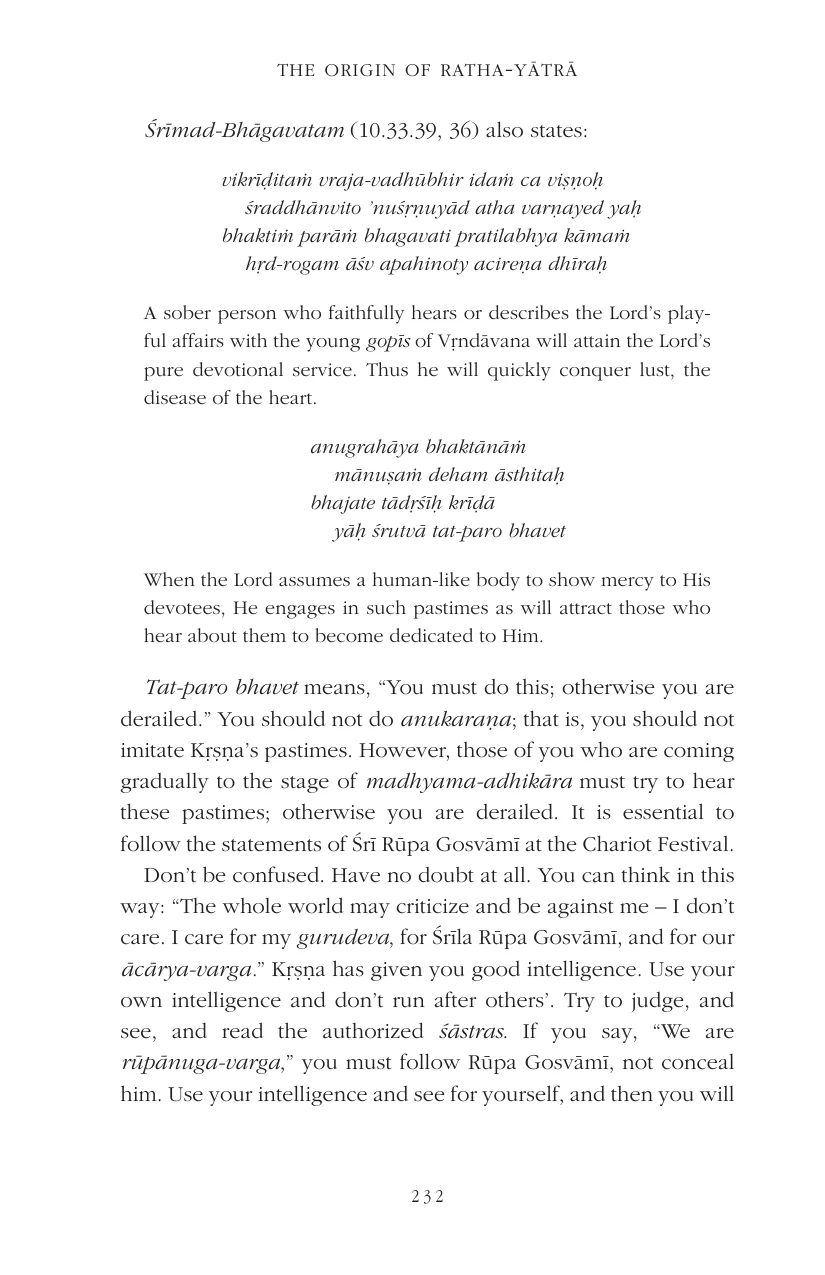 THE ORIGIN OF RATHA-YĀTRĀ
Śrīmad-Bhāgavatam (10.33.39, 36) also states:
vikrīḍitaṁ vraja-vadhūbhir idaṁ ca viṣṇoḥ
śraddhānvito ’nuśṛṇuyād atha varṇayed yaḥ
bhaktiṁ parāṁ bhagavati pratilabhya kāmaṁ
hṛd-rogam āśv apahinoty acireṇa dhīraḥ
A sober person who faithfully hears or describes the Lord’s play-
ful affairs with the young gopīs of Vṛndāvana will attain the Lord’s
pure devotional service. Thus he will quickly conquer lust, the
disease of the heart.
anugrahāya bhaktānāṁ
mānuṣaṁ deham āsthitaḥ
bhajate tādṛśīḥ krīḍā
yāḥ śrutvā tat-paro bhavet
When the Lord assumes a human-like body to show mercy to His
devotees, He engages in such pastimes as will attract those who
hear about them to become dedicated to Him.
Tat-paro bhavet means, “You must do this; otherwise you are
derailed.” You should not do anukaraṇa; that is, you should not
imitate Kṛṣṇa’s pastimes. However, those of you who are coming
gradually to the stage of madhyama-adhikāra must try to hear
these pastimes; otherwise you are derailed. It is essential to
follow the statements of Śrī Rūpa Gosvāmī at the Chariot Festival.
Don’t be confused. Have no doubt at all. You can think in this
way: “The whole world may criticize and be against me – I don’t
care. I care for my gurudeva, for Śrīla Rūpa Gosvāmī, and for our
ācārya-varga.” Kṛṣṇa has given you good intelligence. Use your
own intelligence and don’t run after others’. Try to judge, and
see, and read the authorized śāstras. If you say, “We are
rūpānuga-varga,” you must follow Rūpa Gosvāmī, not conceal
him. Use your intelligence and see for yourself, and then you will
232